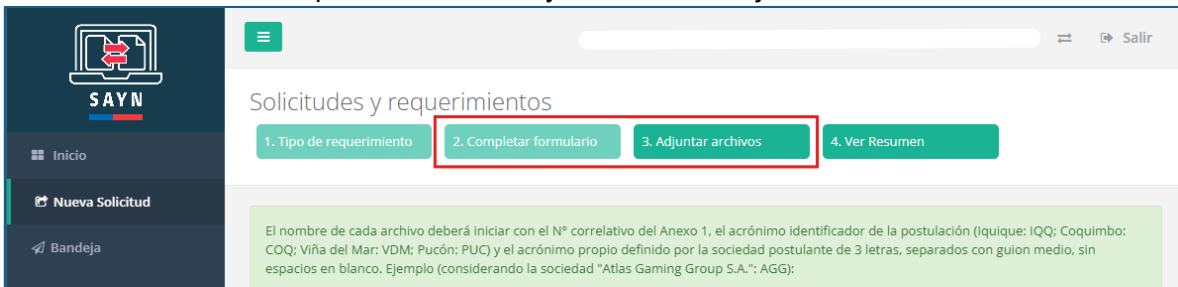 SAYN
Salir
Solicitudes y requerimientos
1. Tipo de requerimiento
2. Completar formulario
3. Adjuntar archivos
4. Ver Resumen
Inicio
Nueva Solicitud
Bandeja
El nombre de cada archivo deberá iniciar con el N° correlativo del Anexo 1, el acrónimo identificador de la postulación (Iquique: IQQ; Coquimbo:
COQ; Viña del Mar: VDM; Pucón: PUC) y el acrónimo propio definido por la sociedad postulante de 3 letras, separados con guion medio, sin
espacios en blanco. Ejemplo (considerando la sociedad "Atlas Gaming Group S.A.": AGG):